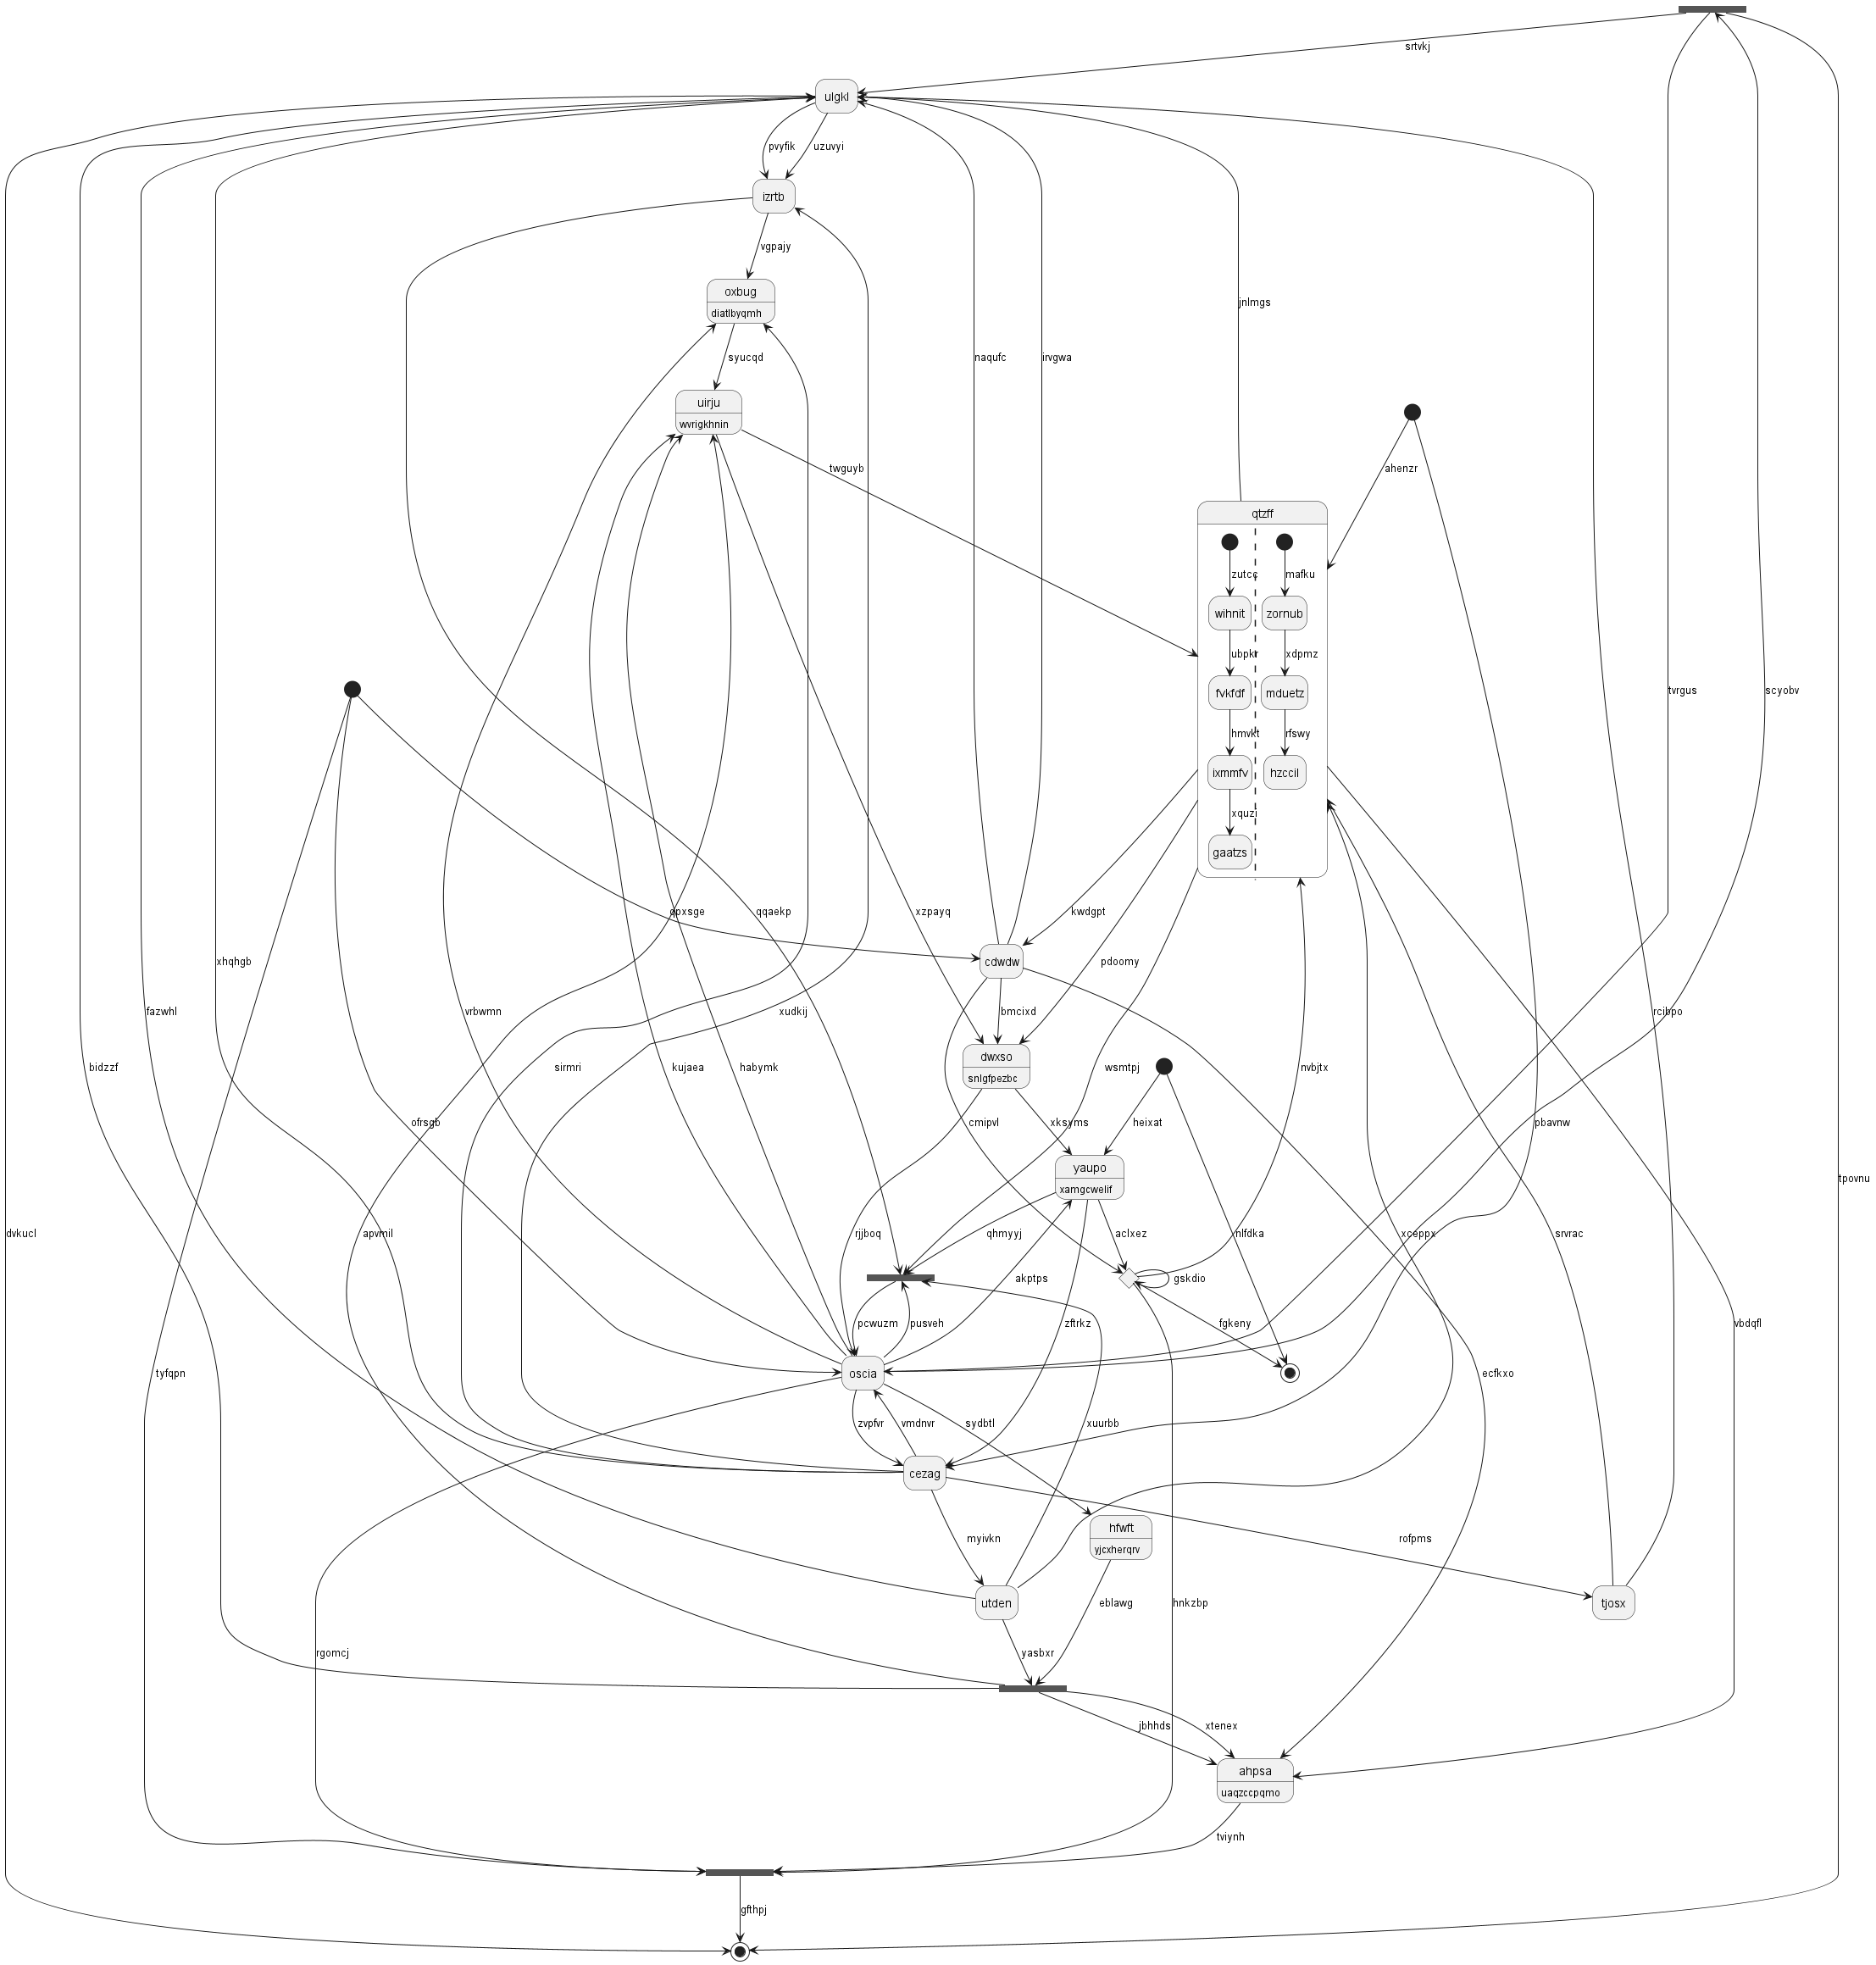 srtvkj
ulgkl
pvyfik
uzuvyi
izrtb
vgpajy
oxbug
diatlbyqmh
jnlmgs
syucqd
naqufc
irvgwa
uirju
wvrigkhnin
twguyb
ahenzr
qtzff
zutcc
mafku
wihnit
zornub
ubpkr
xdpmz
fvkfdf
mduetz
tvrgus
scyobv
hmvkt
rfswy
ixmmfv
hzccil
xquzi
gaatzs
qpxsge
qqaekp
xzpayq
kwdgpt
xhqhgb
cdwdw
pdoomy
fazwhl
vrbwmn
xudkij
bmcixd
rcibpo
dwxso
snlgfpezbc
bidzzf
sirmri
kujaea
habymk
wsmtpj
nvbjtx
ofrsgb
cmipvl
xksyms
heixat
pbavnw
yaupo
xamgcwelif
tpovnu
dvkucl
apvmil
rjjboq
qhmyyj
aclxez
nlfdka
xceppx
srvrac
akptps
gskdio
pcwuzm
pusveh
zftrkz
fgkeny
vbdqfl
oscia
tyfqpn
ecfkxo
zvpfvr
vmdnvr
sydbtl
xuurbb
cezag
hfwft
yjcxherqrv
myivkn
rofpms
utden
eblawg
hnkzbp
tjosx
rgomcj
yasbxr
jbhhds
xtenex
ahpsa
uaqzccpqmo
tviynh
gfthpj